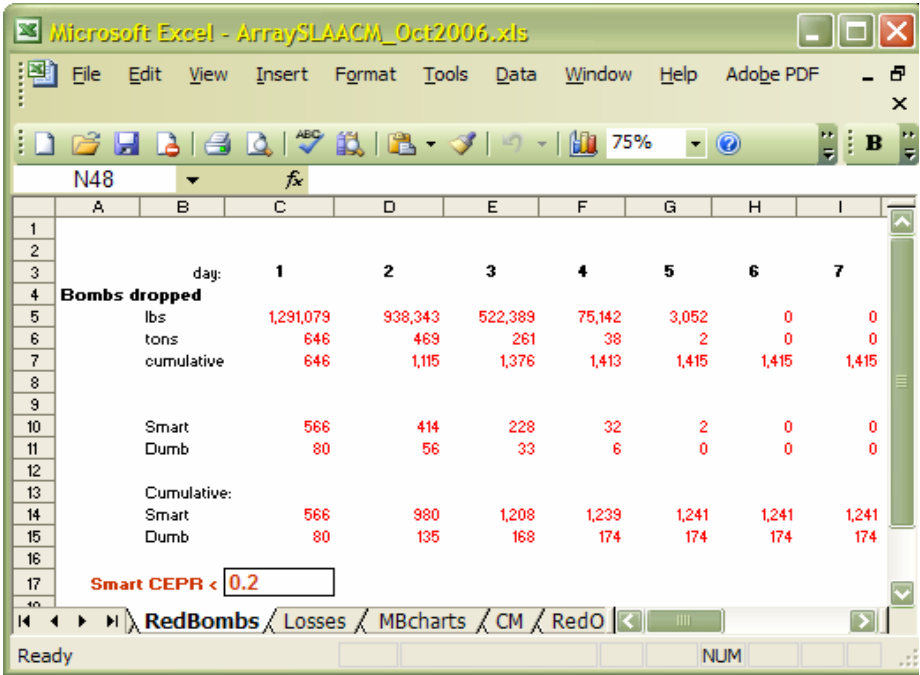 Microsoft Excel - ArraySLAACM_Oct2006.xls
File Edit View Insert Format Tools Data Window Help Adobe PDF
ABC 75% B
N48 fx
A B C D E F G H I
1
2
3 day: 1 2 3 4 5 6 7
4 Bombs dropped
5 lbs 1,291,079 938,343 522,389 75,142 3,052 0 0
6 tons 646 469 261 38 2 0 0
7 cumulative 646 1,115 1,376 1,413 1,415 1,415 1,415
8
9
10 Smart 566 414 228 32 2 0 0
11 Dumb 80 56 33 6 0 0 0
12
13 Cumulative:
14 Smart 566 980 1,208 1,239 1,241 1,241 1,241
15 Dumb 80 135 168 174 174 174 174
16
17 Smart CEPR < 0.2
RedBombs Losses MBcharts CM RedO
Ready NUM